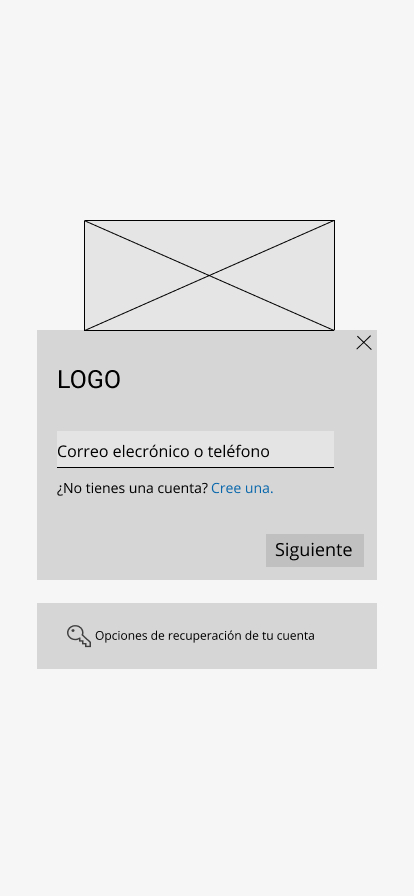 LOGO
Correo elecrónico o teléfono
¿No tienes una cuenta? Cree una.
Siguiente
Opciones de recuperación de tu cuenta